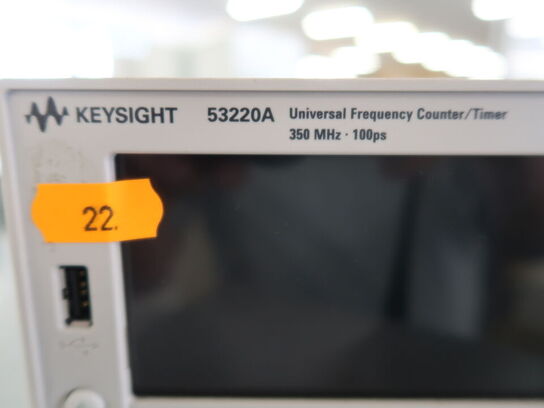 KEYSIGHT 53220A Universal Frequency Counter/Timer
350 MHz · 100ps
22.